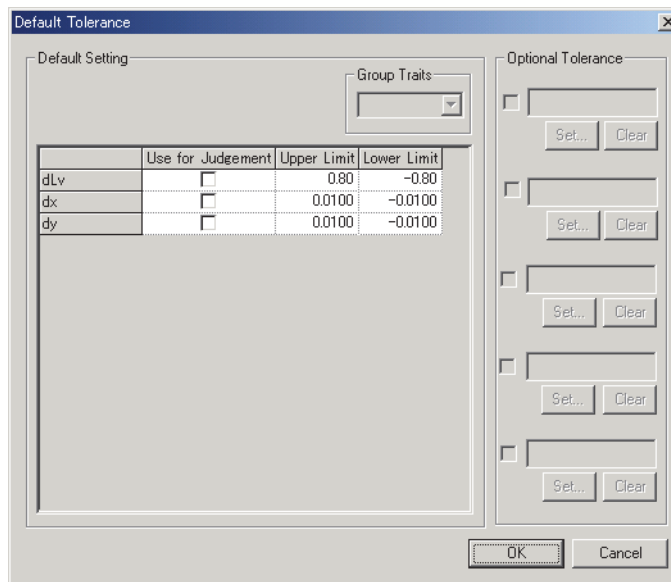 Default Tolerance
Default Setting
Group Traits
Use for Judgement Upper Limit Lower Limit
dLv 0.80 -0.80
dx 0.0100 -0.0100
dy 0.0100 -0.0100
Optional Tolerance
Set... Clear
Set... Clear
Set... Clear
Set... Clear
Set... Clear
OK Cancel